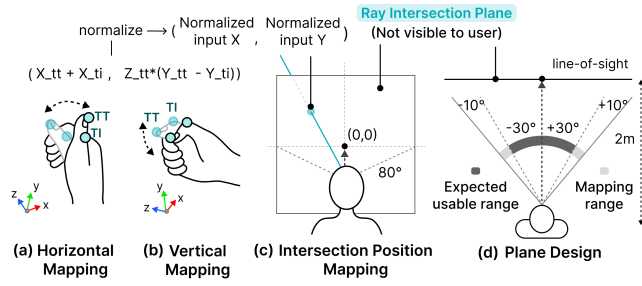 Ray Intersection Plane
(Not visible to user)
normalize → ( Normalized input X , Normalized input Y )
( X_tt + X_ti , Z_tt*(Y_tt - Y_ti))
TT
TI
y
z
x
TI
TT
y
z
x
(0,0)
80°
line-of-sight
-10°
+10°
-30°
+30°
2m
Expected
usable range
Mapping
range
(a) Horizontal
Mapping
(b) Vertical
Mapping
(c) Intersection Position
Mapping
(d) Plane Design